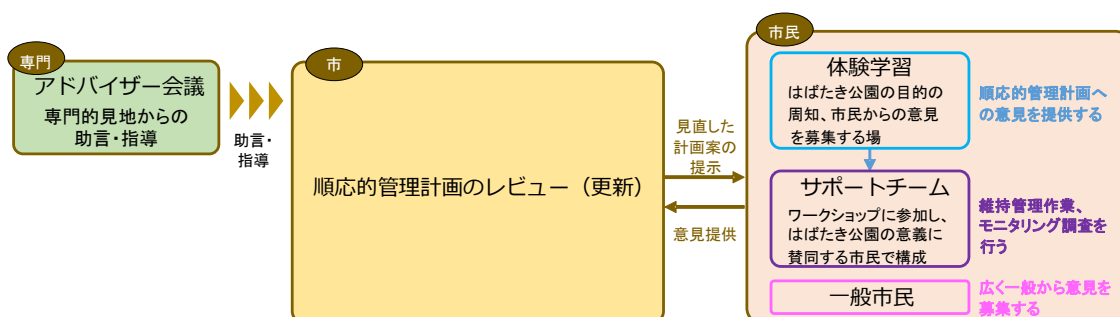 専門
アドバイザー会議
専門的見地からの
助言・指導
助言・
指導
市
順応的管理計画のレビュー（更新）
見直した
計画案の
提示
意見提供
市民
体験学習
はばたき公園の目的の
周知、市民からの意見
を募集する場
順応的管理計画へ
の意見を提供する
サポートチーム
ワークショップに参加し、
はばたき公園の意義に
賛同する市民で構成
維持管理作業、
モニタリング調査を
行う
一般市民
広く一般から意見を
募集する